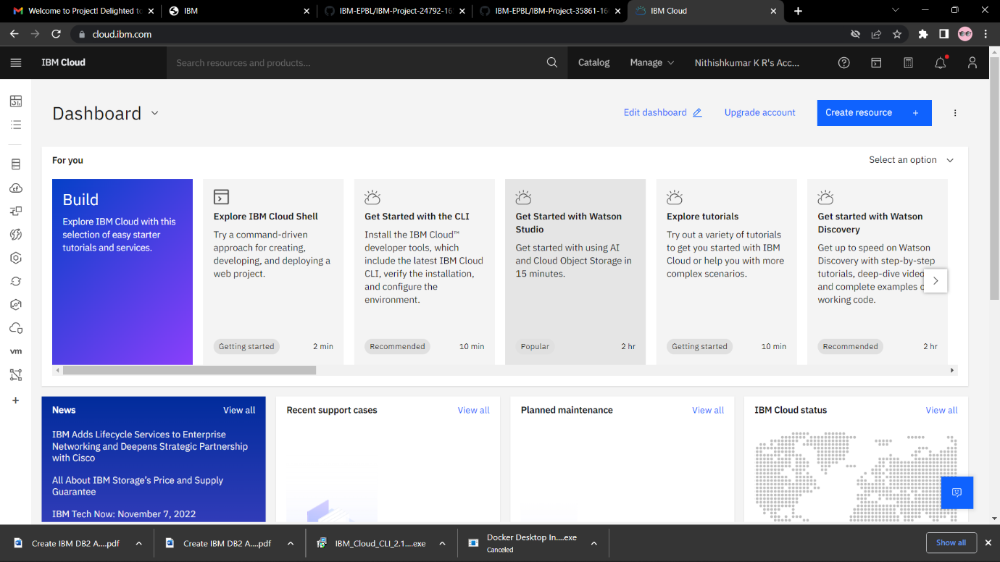 Welcome to Project! Delighted to
IBM
IBM-EPBL/IBM-Project-24792-16
IBM-EPBL/IBM-Project-35861-16
IBM Cloud
cloud.ibm.com
IBM Cloud
Search resources and products...
Catalog
Manage
Nithishkumar K R's Acc...
Dashboard
Edit dashboard
Upgrade account
Create resource +
For you
Select an option
Build
Explore IBM Cloud with this
selection of easy starter
tutorials and services.
Explore IBM Cloud Shell
Try a command-driven
approach for creating,
developing, and deploying a
web project.
Getting started
2 min
Get Started with the CLI
Install the IBM Cloud™
developer tools, which
include the latest IBM Cloud
CLI, verify the installation,
and configure the
environment.
Recommended
10 min
Get Started with Watson
Studio
Get started with using AI
and Cloud Object Storage in
15 minutes.
Popular
2 hr
Explore tutorials
Try out a variety of tutorials
to get you started with IBM
Cloud or help you with more
complex scenarios.
Getting started
10 min
Get started with Watson
Discovery
Get up to speed on Watson
Discovery with step-by-step
tutorials, deep-dive video
and complete examples o
working code.
Recommended
2 hr
vm
News
View all
IBM Adds Lifecycle Services to Enterprise
Networking and Deepens Strategic Partnership
with Cisco
All About IBM Storage's Price and Supply
Guarantee
IBM Tech Now: November 7, 2022
Recent support cases
View all
Planned maintenance
View all
IBM Cloud status
View all
Create IBM DB2 A....pdf
Create IBM DB2 A....pdf
IBM_Cloud_CLI_2.1....exe
Docker Desktop In....exe
Canceled
Show all